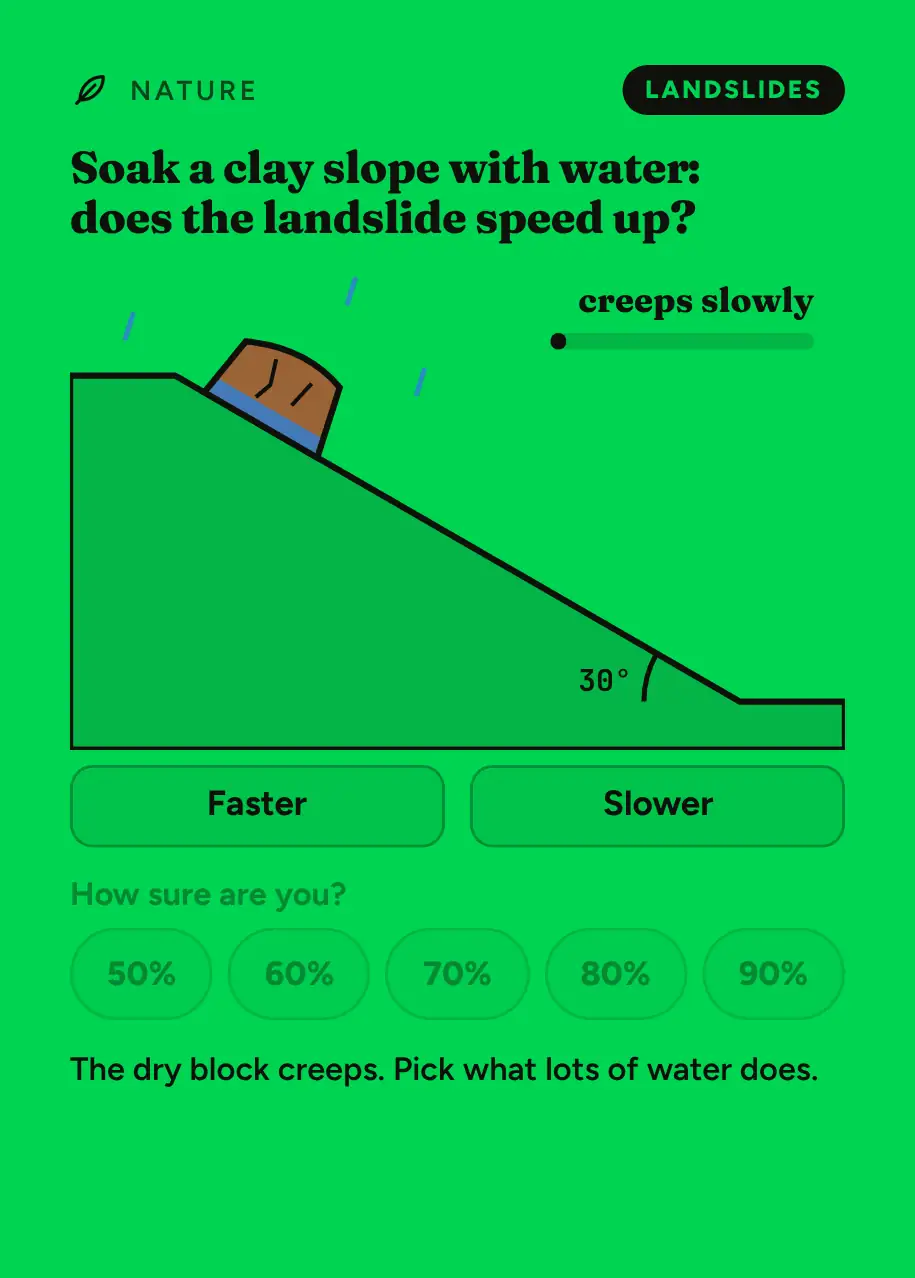 NATURE
LANDSLIDES
Soak a clay slope with water:
does the landslide speed up?
creeps slowly
30°
Faster
Slower
How sure are you?
50%
60%
70%
80%
90%
The dry block creeps. Pick what lots of water does.